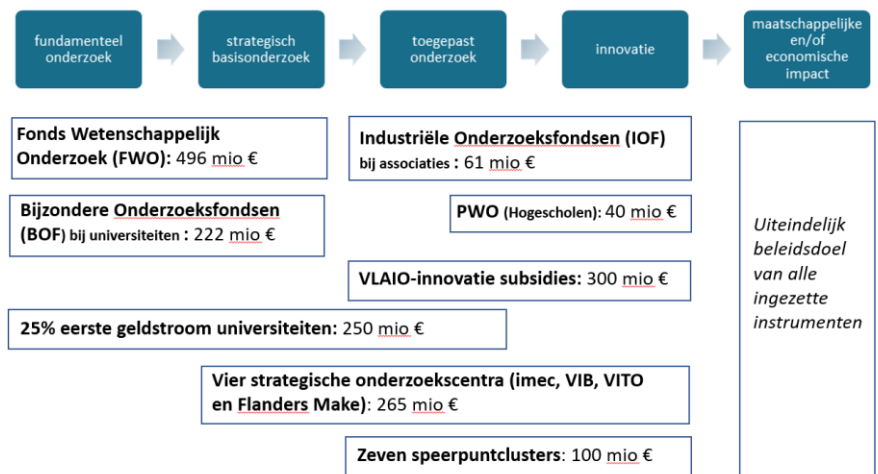 fundamenteel
onderzoek
strategisch
basisonderzoek
toegepast
onderzoek
innovatie
maatschappelijke
en/of
economische
impact
Fonds Wetenschappelijk
Onderzoek (FWO): 496 mio €
Industriële Onderzoeksfondsen (IOF)
bij associaties : 61 mio €
Bijzondere Onderzoeksfondsen
(BOF) bij universiteiten : 222 mio €
PWO (Hogescholen): 40 mio €
VLAIO-innovatie subsidies: 300 mio €
25% eerste geldstroom universiteiten: 250 mio €
Vier strategische onderzoekscentra (imec, VIB, VITO
en Flanders Make): 265 mio €
Zeven speerpuntclusters: 100 mio €
Uiteindelijk
beleidsdoel
van alle
ingezette
instrumenten